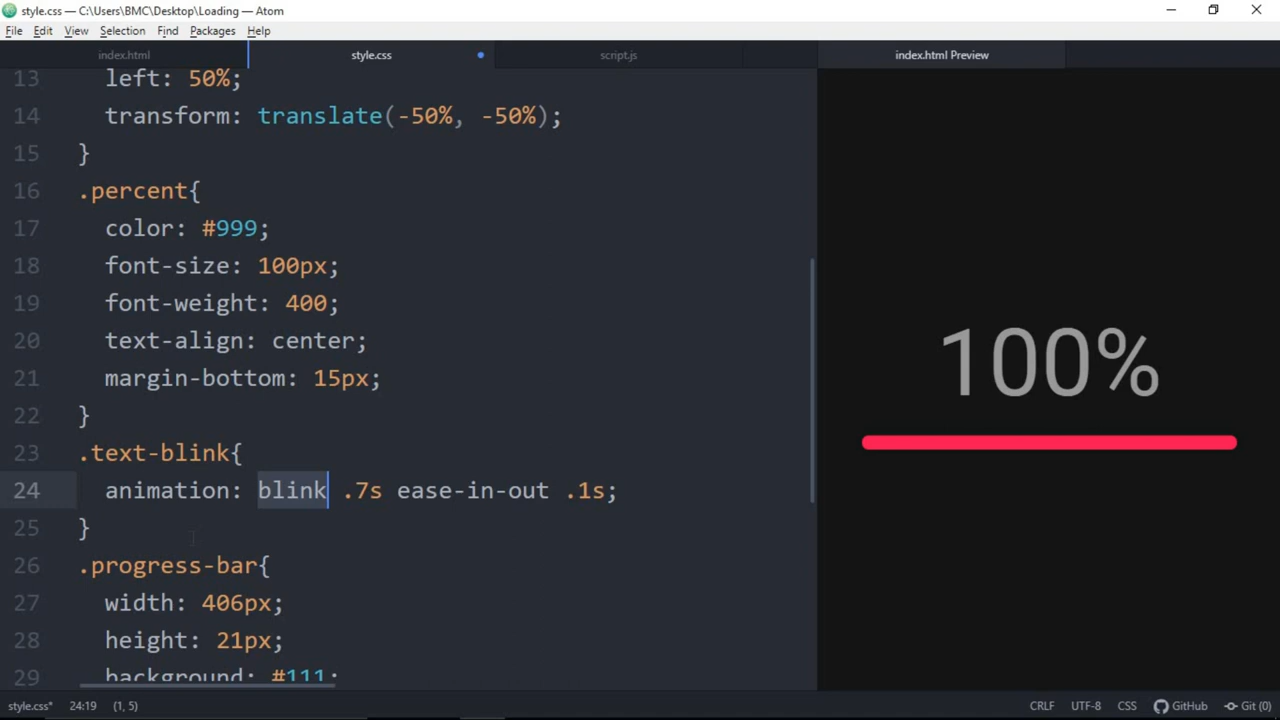 style.css — C:\Users\BMC\Desktop\Loading — Atom
File Edit View Selection Find Packages Help
index.html style.css script.js index.html Preview
13 left: 50%;
14 transform: translate(-50%, -50%);
15 }
16 .percent{
17 color: #999;
18 font-size: 100px;
19 font-weight: 400;
20 text-align: center;
21 margin-bottom: 15px;
22 }
23 .text-blink{
24 animation: blink .7s ease-in-out .1s;
25 }
26 .progress-bar{
27 width: 406px;
28 height: 21px;
29 background: #111;
100%
style.css* 24:19 (1, 5) CRLF UTF-8 CSS GitHub Git (0)